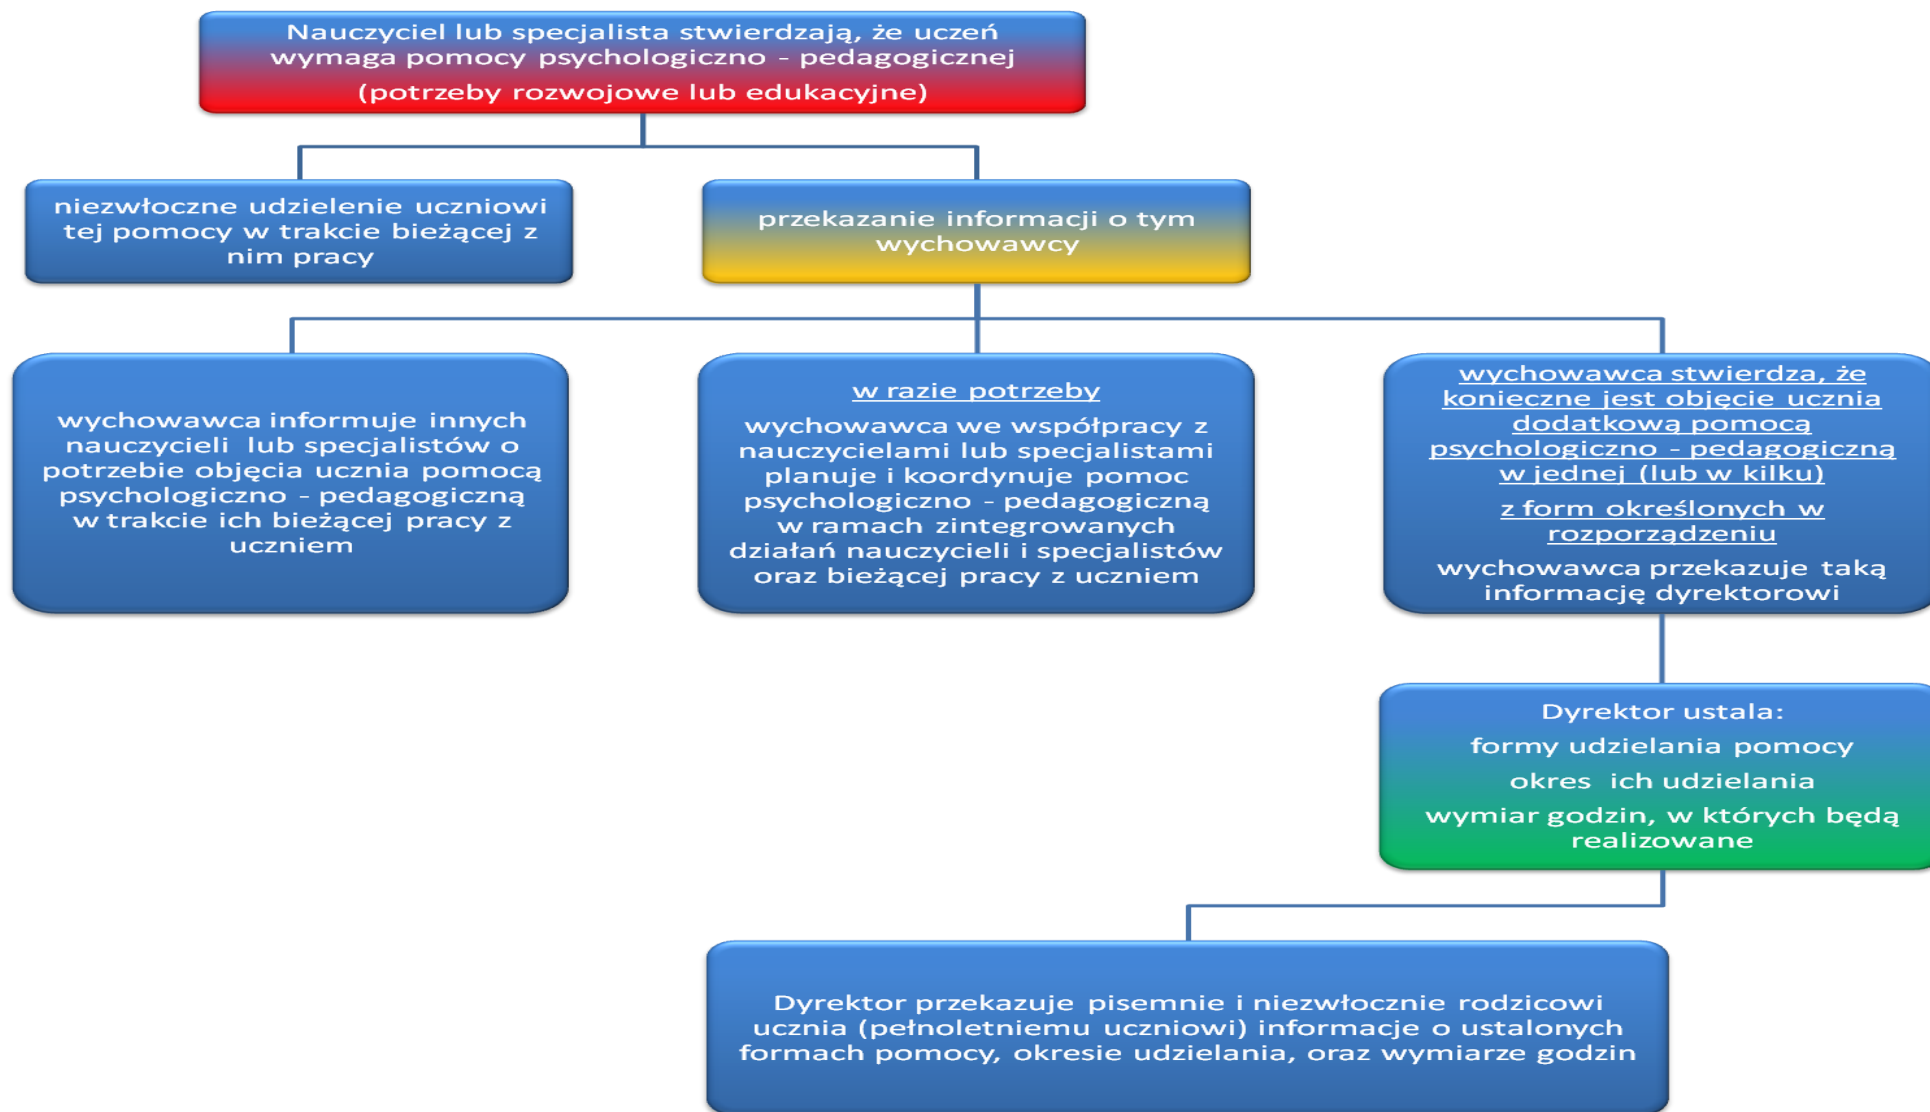 Nauczyciel lub specjalista stwierdzają, że uczeń
wymaga pomocy psychologiczno - pedagogicznej
(potrzeby rozwojowe lub edukacyjne)
niezwłoczne udzielenie uczniowi
tej pomocy w trakcie bieżącej z
nim pracy
przekazanie informacji o tym
wychowawcy
wychowawca informuje innych
nauczycieli lub specjalistów o
potrzebie objęcia ucznia pomocą
psychologiczno - pedagogiczną
w trakcie ich bieżącej pracy z
uczniem
w razie potrzeby
wychowawca we współpracy z
nauczycielami lub specjalistami
planuje i koordynuje pomoc
psychologiczno - pedagogiczną
w ramach zintegrowanych
działań nauczycieli i specjalistów
oraz bieżącej pracy z uczniem
wychowawca stwierdza, że
konieczne jest objęcie ucznia
dodatkową pomocą
psychologiczno - pedagogiczną
w jednej (lub w kilku)
z form określonych w
rozporządzeniu
wychowawca przekazuje taką
informację dyrektorowi
Dyrektor ustala:
formy udzielania pomocy
okres ich udzielania
wymiar godzin, w których będą
realizowane
Dyrektor przekazuje pisemnie i niezwłocznie rodzicowi
ucznia (pełnoletniemu uczniowi) informacje o ustalonych
formach pomocy, okresie udzielania, oraz wymiarze godzin